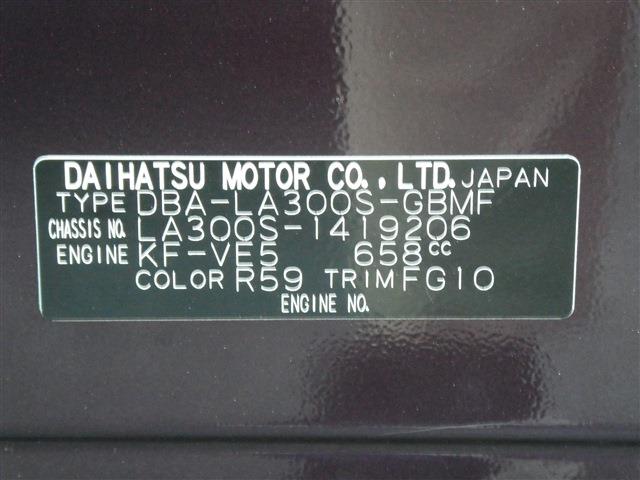 DAIHATSU MOTOR CO., LTD. JAPAN
TYPE DBA-LA300S-GBMF
CHASSIS NO. LA300S-1419206
ENGINE KF-VE5 658cc
COLOR R59 TRIM FG10
ENGINE NO.